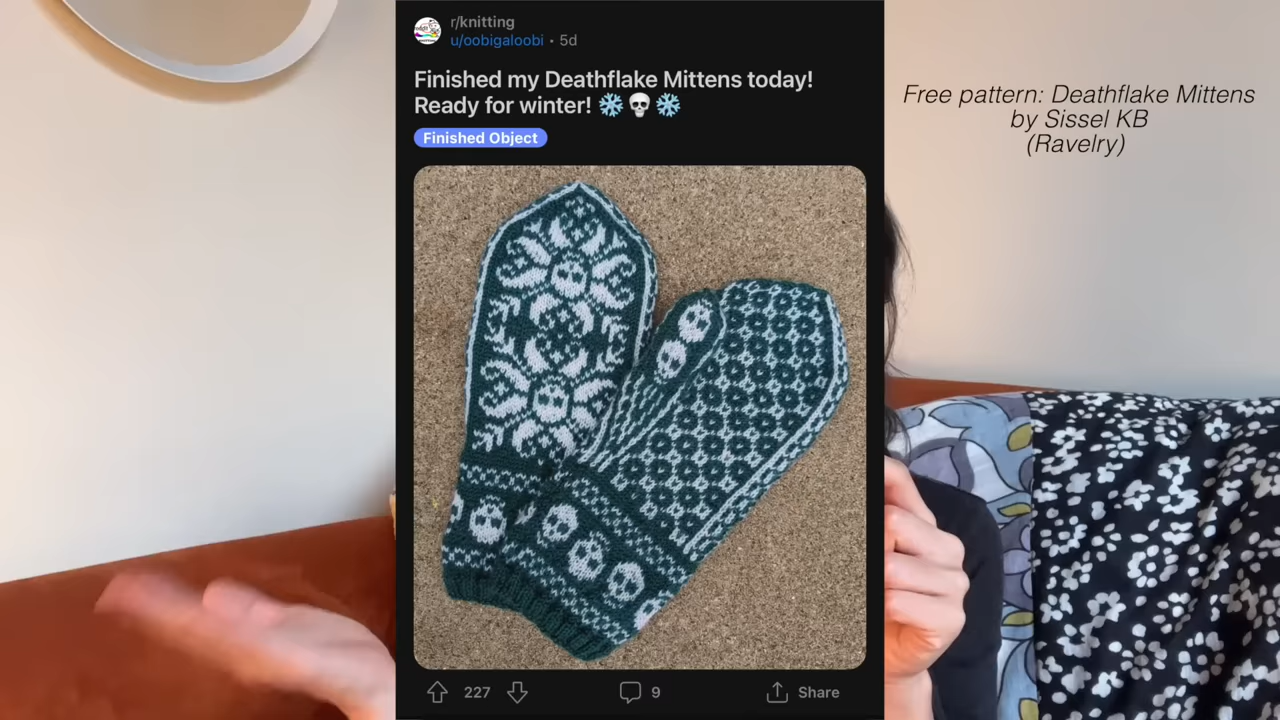 r/knitting
u/oobigaloobi • 5d
Finished my Deathflake Mittens today!
Ready for winter! ❄️💀❄️
Finished Object
227
9
Share
Free pattern: Deathflake Mittens
by Sissel KB
(Ravelry)